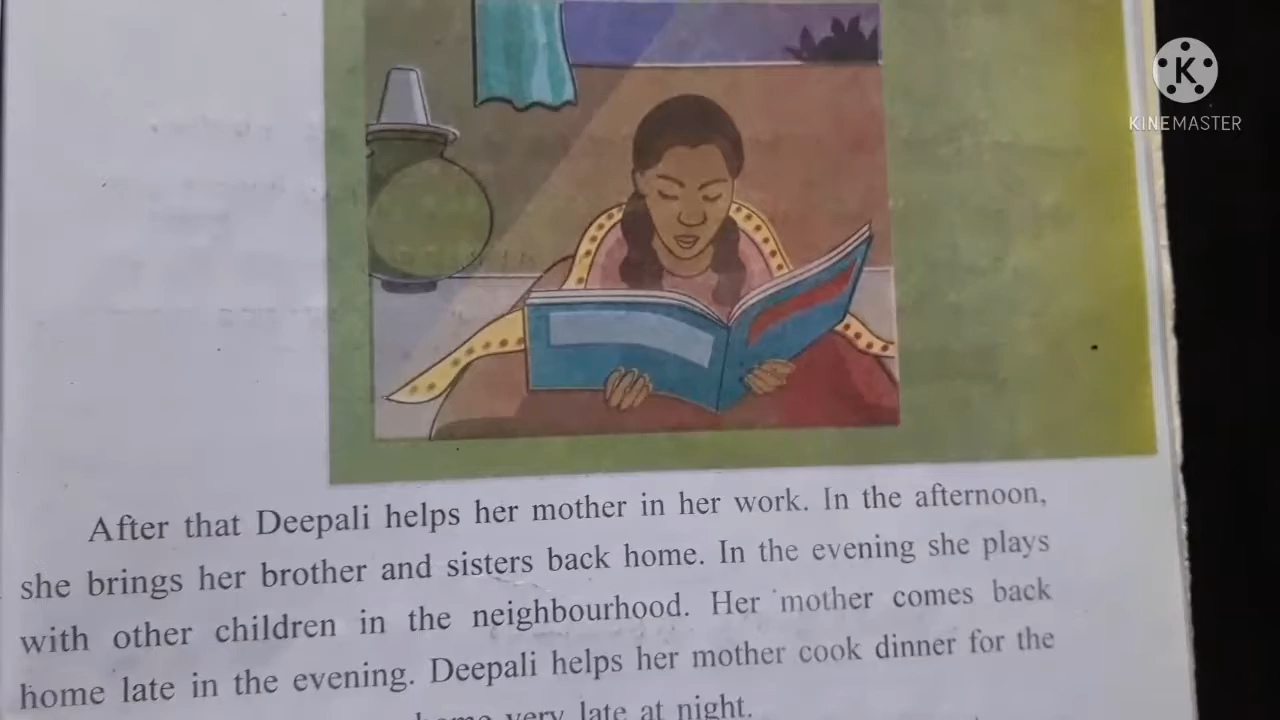 KINEMASTER
After that Deepali helps her mother in her work. In the afternoon,
she brings her brother and sisters back home. In the evening she plays
with other children in the neighbourhood. Her mother comes back
home late in the evening. Deepali helps her mother cook dinner for the
very late at night.